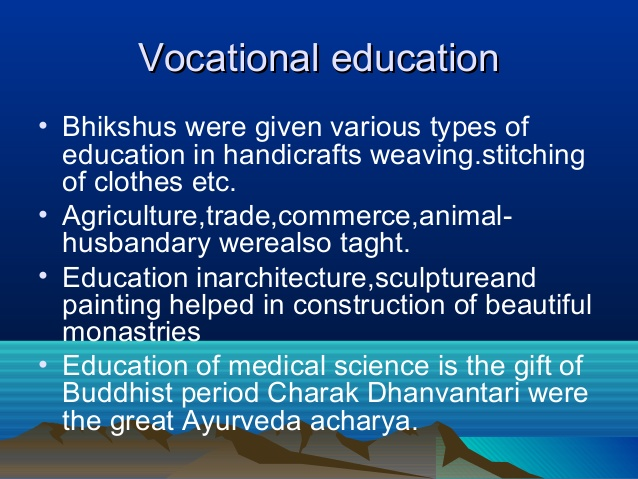 Vocational education
• Bhikshus were given various types of
education in handicrafts weaving.stitching
of clothes etc.
• Agriculture,trade,commerce,animal-
husbandary werealso taght.
• Education inarchitecture,sculptureand
painting helped in construction of beautiful
monastries
• Education of medical science is the gift of
Buddhist period Charak Dhanvantari were
the great Ayurveda acharya.